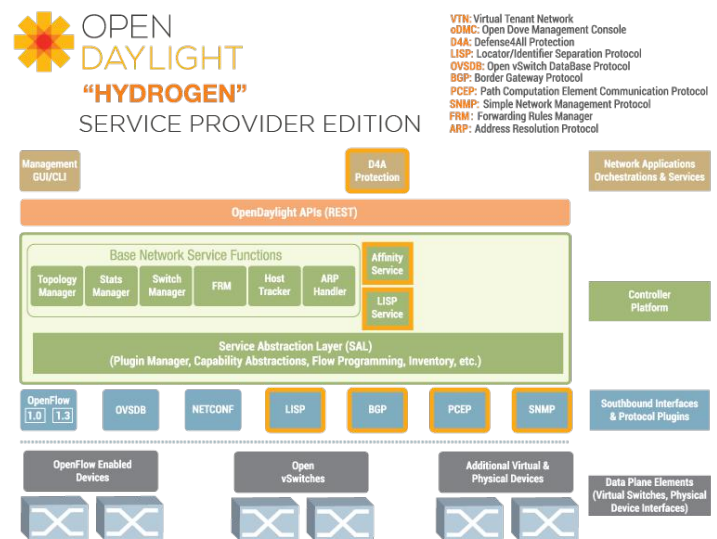 OPEN
DAYLIGHT
“HYDROGEN”
SERVICE PROVIDER EDITION
VTN: Virtual Tenant Network
oDMC: Open Dove Management Console
D4A: Defense4All Protection
LISP: Locator/Identifier Separation Protocol
OVSDB: Open vSwitch DataBase Protocol
BGP: Border Gateway Protocol
PCEP: Path Computation Element Communication Protocol
SNMP: Simple Network Management Protocol
FRM: Forwarding Rules Manager
ARP: Address Resolution Protocol
Management
GUI/CLI
D4A
Protection
Network Applications
Orchestrations & Services
OpenDaylight APIs (REST)
Base Network Service Functions
Topology
Manager
Stats
Manager
Switch
Manager
FRM
Host
Tracker
ARP
Handler
Affinity
Service
LISP
Service
Controller
Platform
Service Abstraction Layer (SAL)
(Plugin Manager, Capability Abstractions, Flow Programming, Inventory, etc.)
OpenFlow
1.0 1.3
OVSDB
NETCONF
LISP
BGP
PCEP
SNMP
Southbound Interfaces
& Protocol Plugins
OpenFlow Enabled
Devices
Open
vSwitches
Additional Virtual &
Physical Devices
Data Plane Elements
(Virtual Switches, Physical
Device Interfaces)